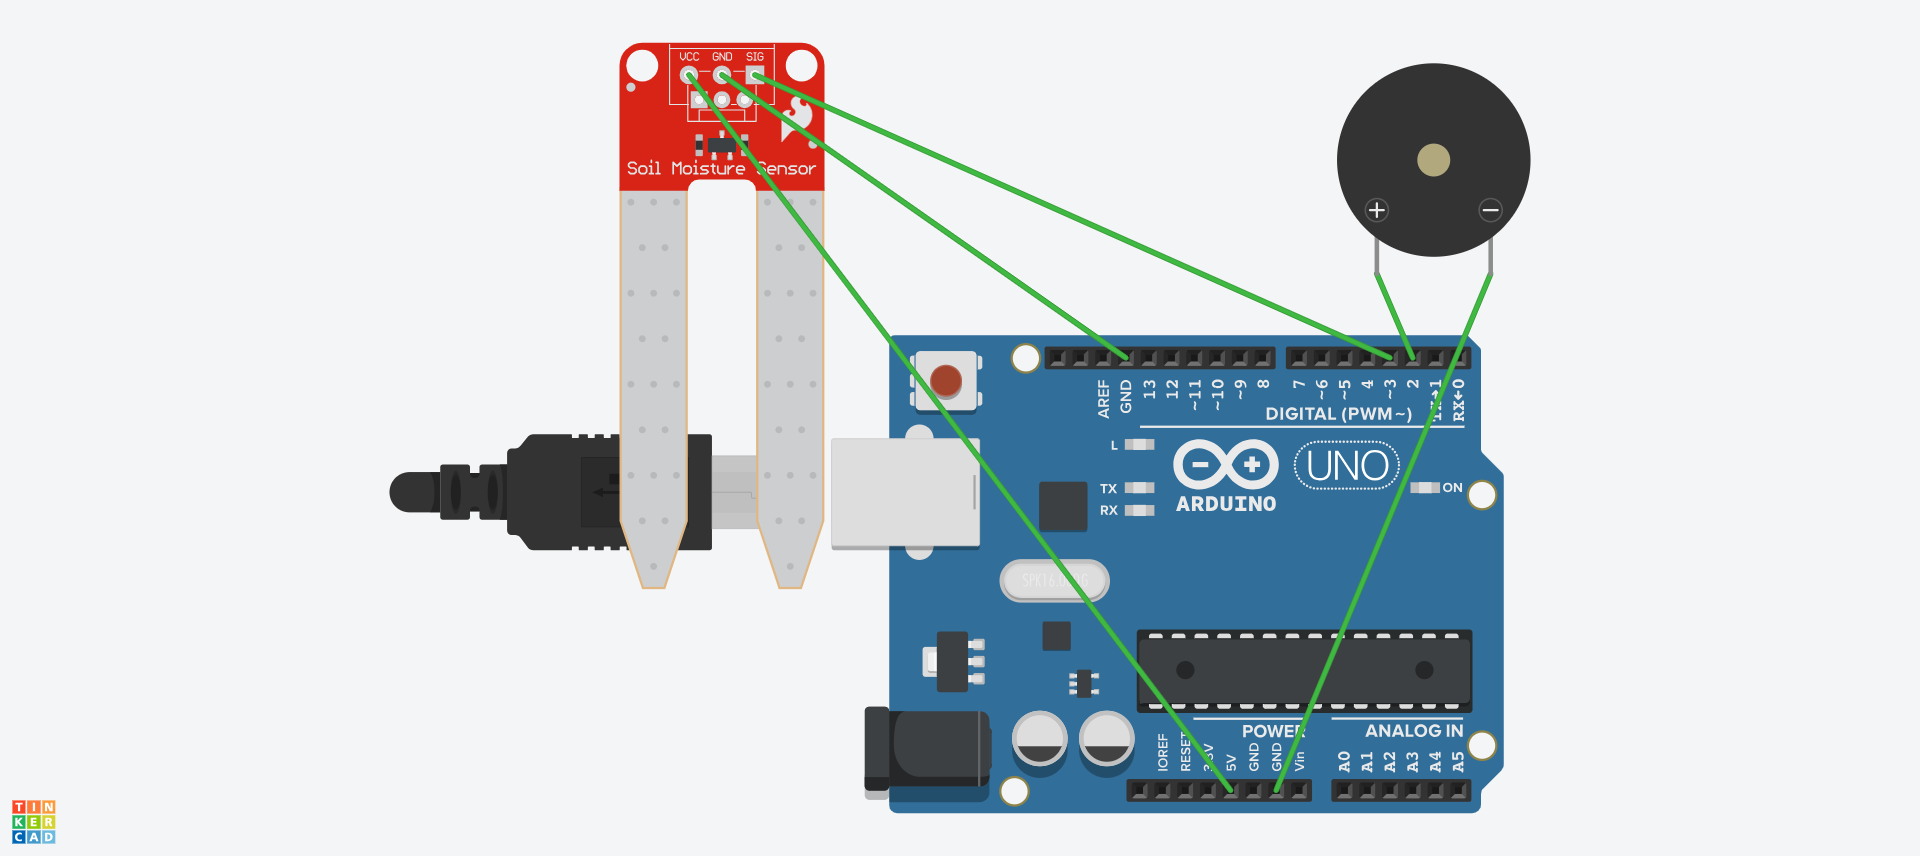 VCC GND SIG
Soil Moisture Sensor
+ −
AREF GND 13 12 ~11 ~10 ~9 8 7 ~6 ~5 4 ~3 2 TX→1 RX←0
DIGITAL (PWM~)
L
TX
RX
UNO
ARDUINO
ON
POWER
ANALOG IN
IOREF RESET 3.3V 5V GND GND Vin A0 A1 A2 A3 A4 A5
TIN
KER
CAD